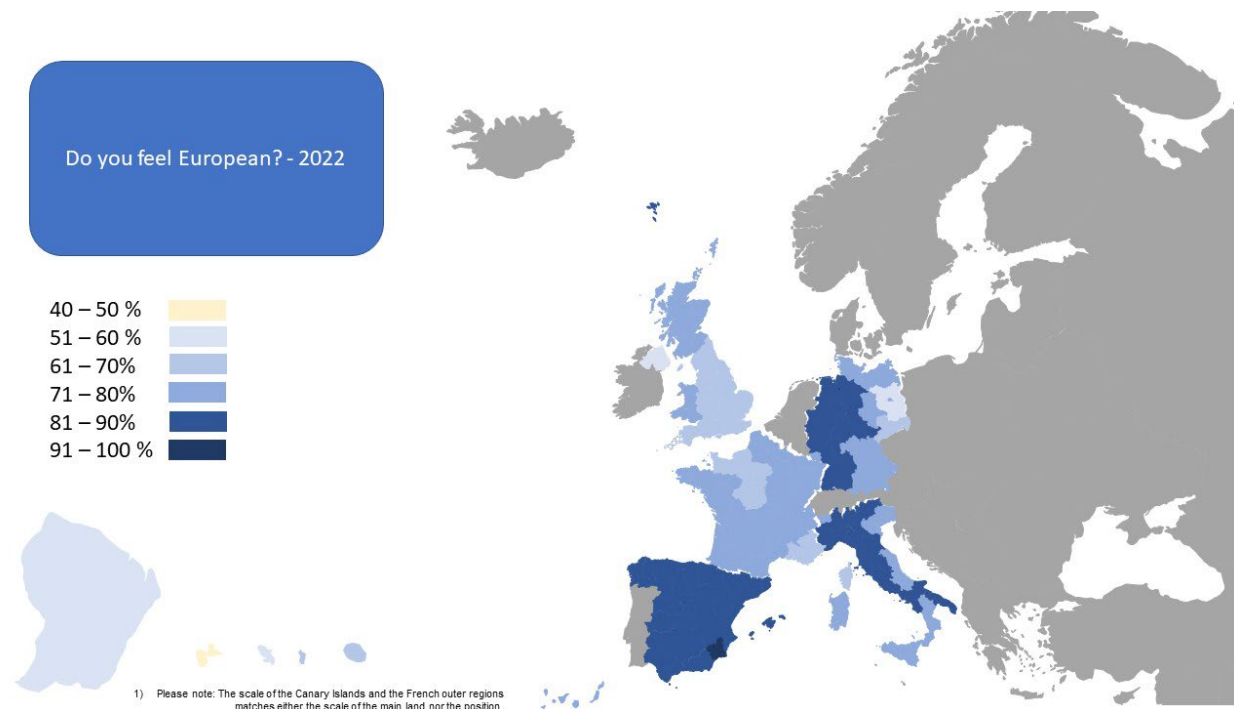 Do you feel European? - 2022
40 – 50 %
51 – 60 %
61 – 70%
71 – 80%
81 – 90%
91 – 100 %
1) Please note: The scale of the Canary Islands and the French outer regions
matches either the scale of the main land nor the position.